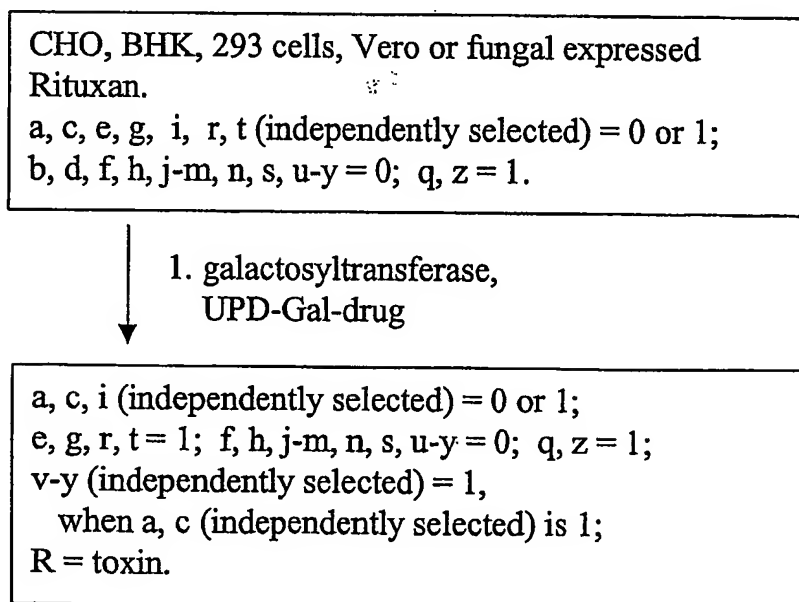 CHO, BHK, 293 cells, Vero or fungal expressed
Rituxan.
a, c, e, g, i, r, t (independently selected) = 0 or 1;
b, d, f, h, j-m, n, s, u-y = 0; q, z = 1.
1. galactosyltransferase,
UPD-Gal-drug
a, c, i (independently selected) = 0 or 1;
e, g, r, t = 1; f, h, j-m, n, s, u-y = 0; q, z = 1;
v-y (independently selected) = 1,
when a, c (independently selected) is 1;
R = toxin.